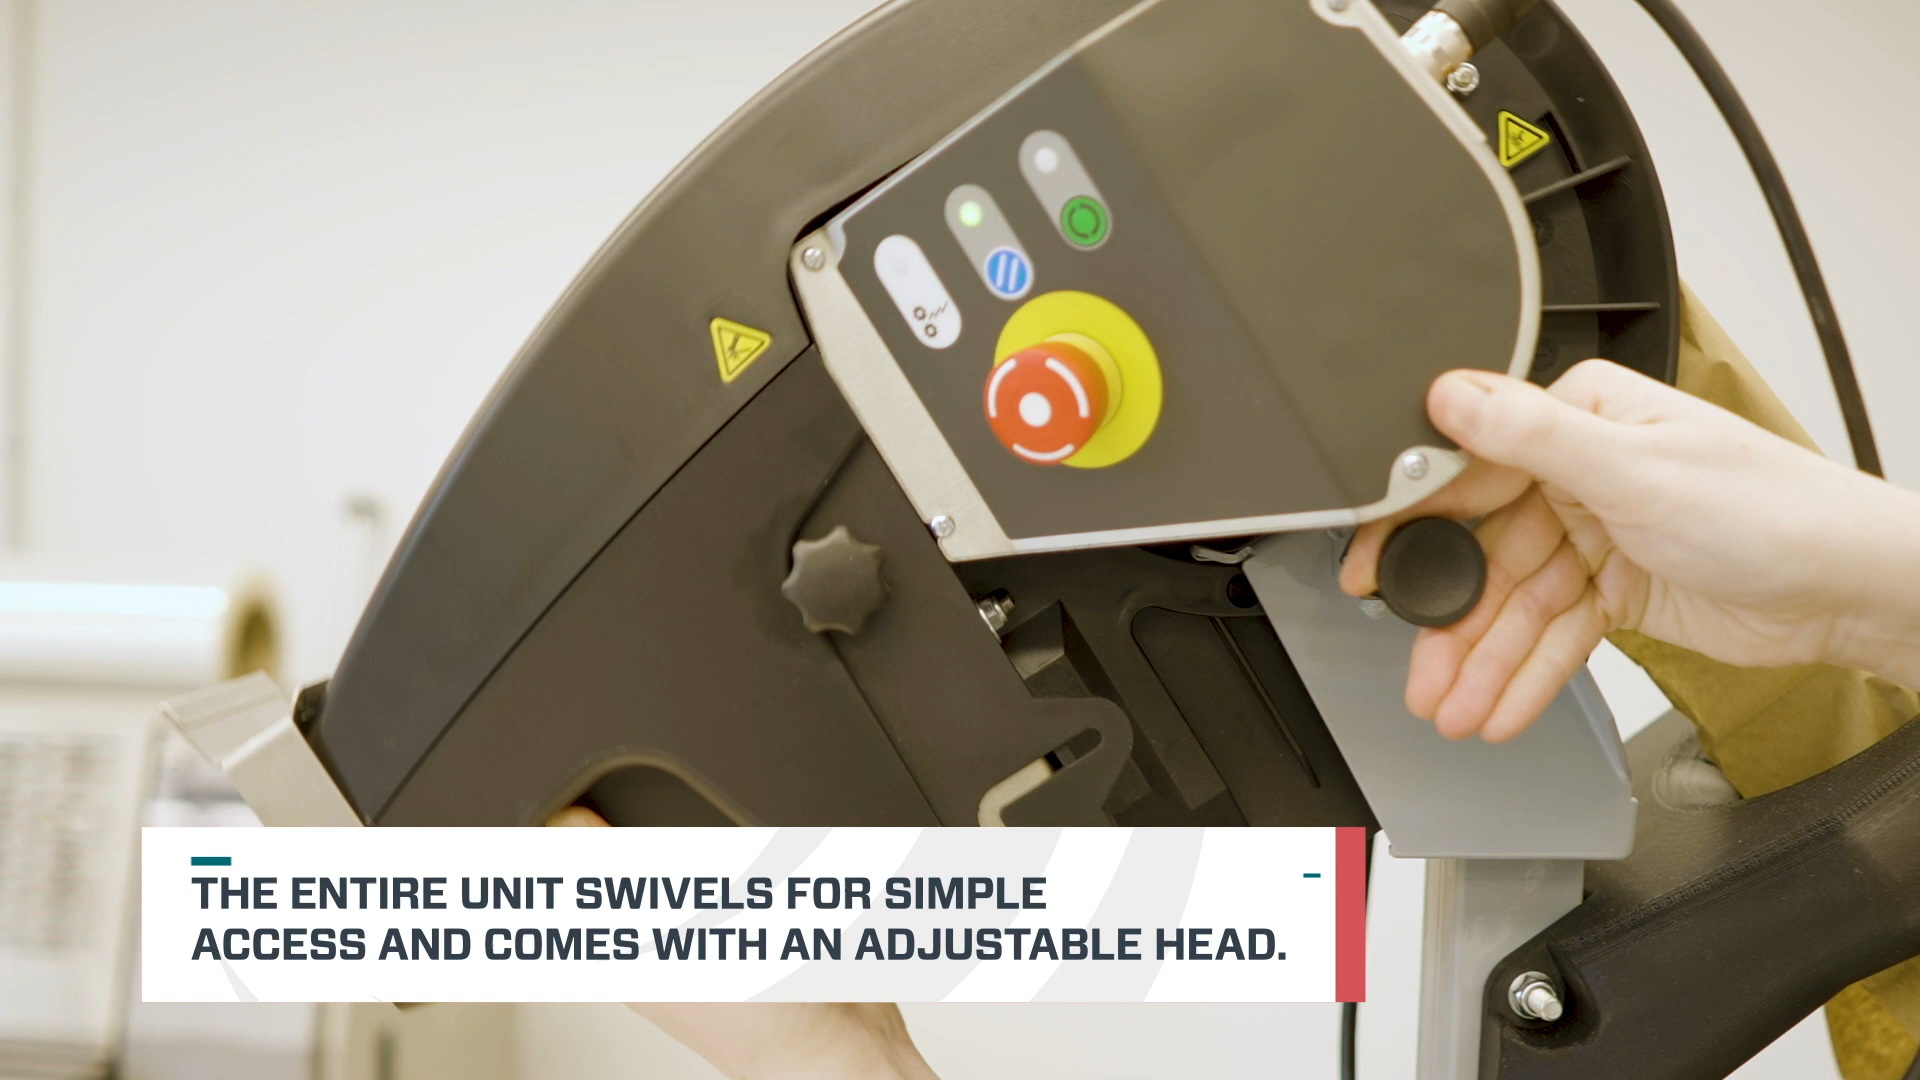 THE ENTIRE UNIT SWIVELS FOR SIMPLE
ACCESS AND COMES WITH AN ADJUSTABLE HEAD.